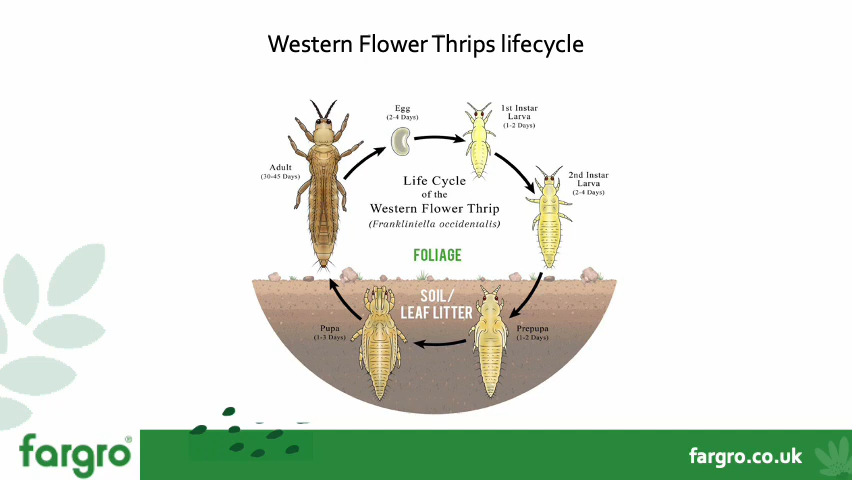 Western Flower Thrips lifecycle
Egg
(2-4 Days)
1st Instar
Larva
(1-2 Days)
Adult
(30-45 Days)
2nd Instar
Larva
(2-4 Days)
Life Cycle
of the
Western Flower Thrip
(Frankliniella occidentalis)
FOLIAGE
SOIL/
LEAF LITTER
Pupa
(1-3 Days)
Prepupa
(1-2 Days)
fargro®
fargro.co.uk